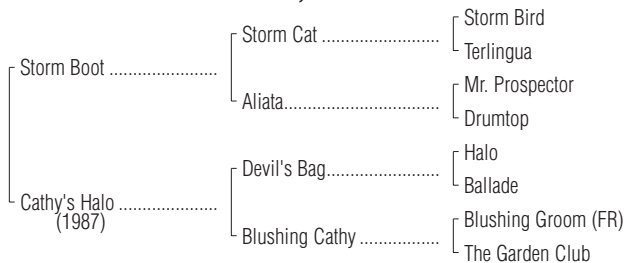 Storm Bird
Storm Cat ........................
Terlingua
Storm Boot ......................
Mr. Prospector
Aliata................................
Drumtop
Halo
Devil's Bag.......................
Ballade
Cathy's Halo ....................
(1987)
Blushing Groom (FR)
Blushing Cathy ................
The Garden Club